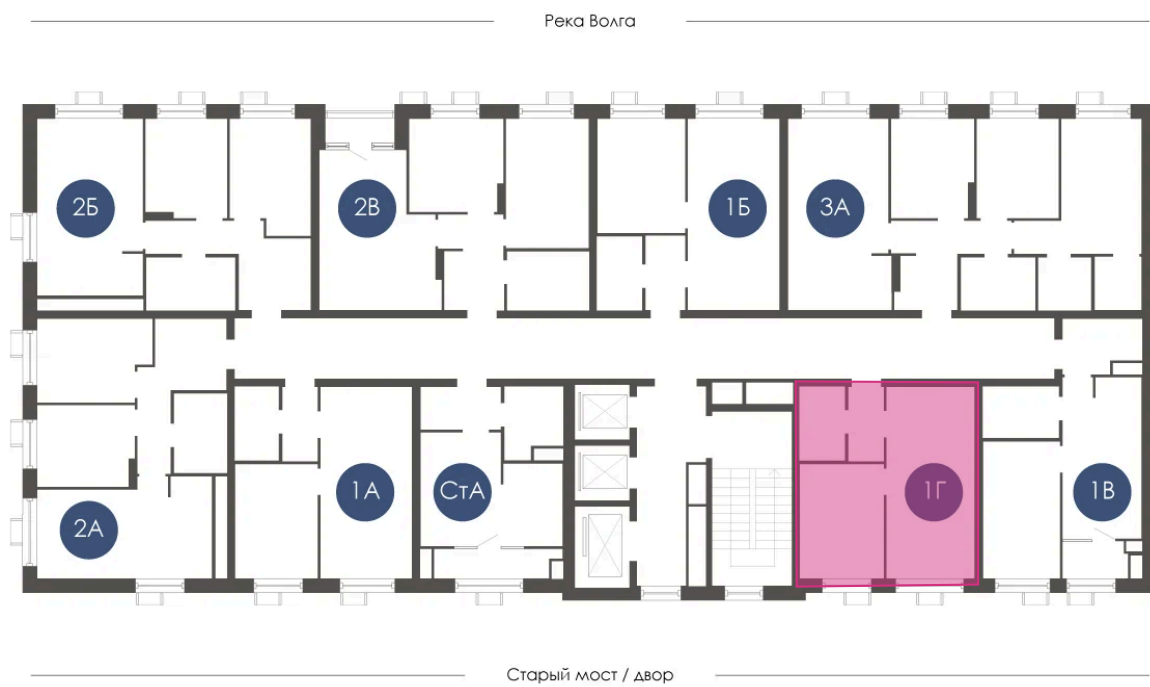 Река Волга
2Б
2В
1Б
3А
2А
1А
СтА
1Г
1В
Старый мост / двор